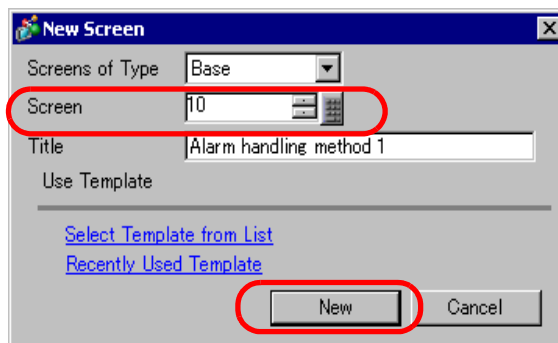 New Screen
Screens of Type Base
Screen 10
Title Alarm handling method 1
Use Template
Select Template from List
Recently Used Template
New Cancel